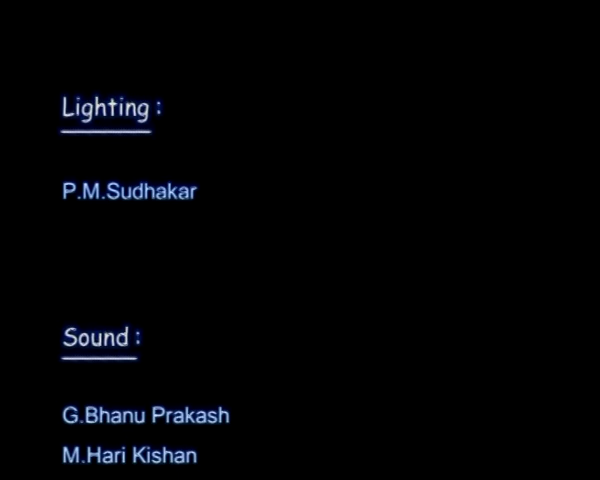 Lighting :
P.M.Sudhakar
Sound :
G.Bhanu Prakash
M.Hari Kishan